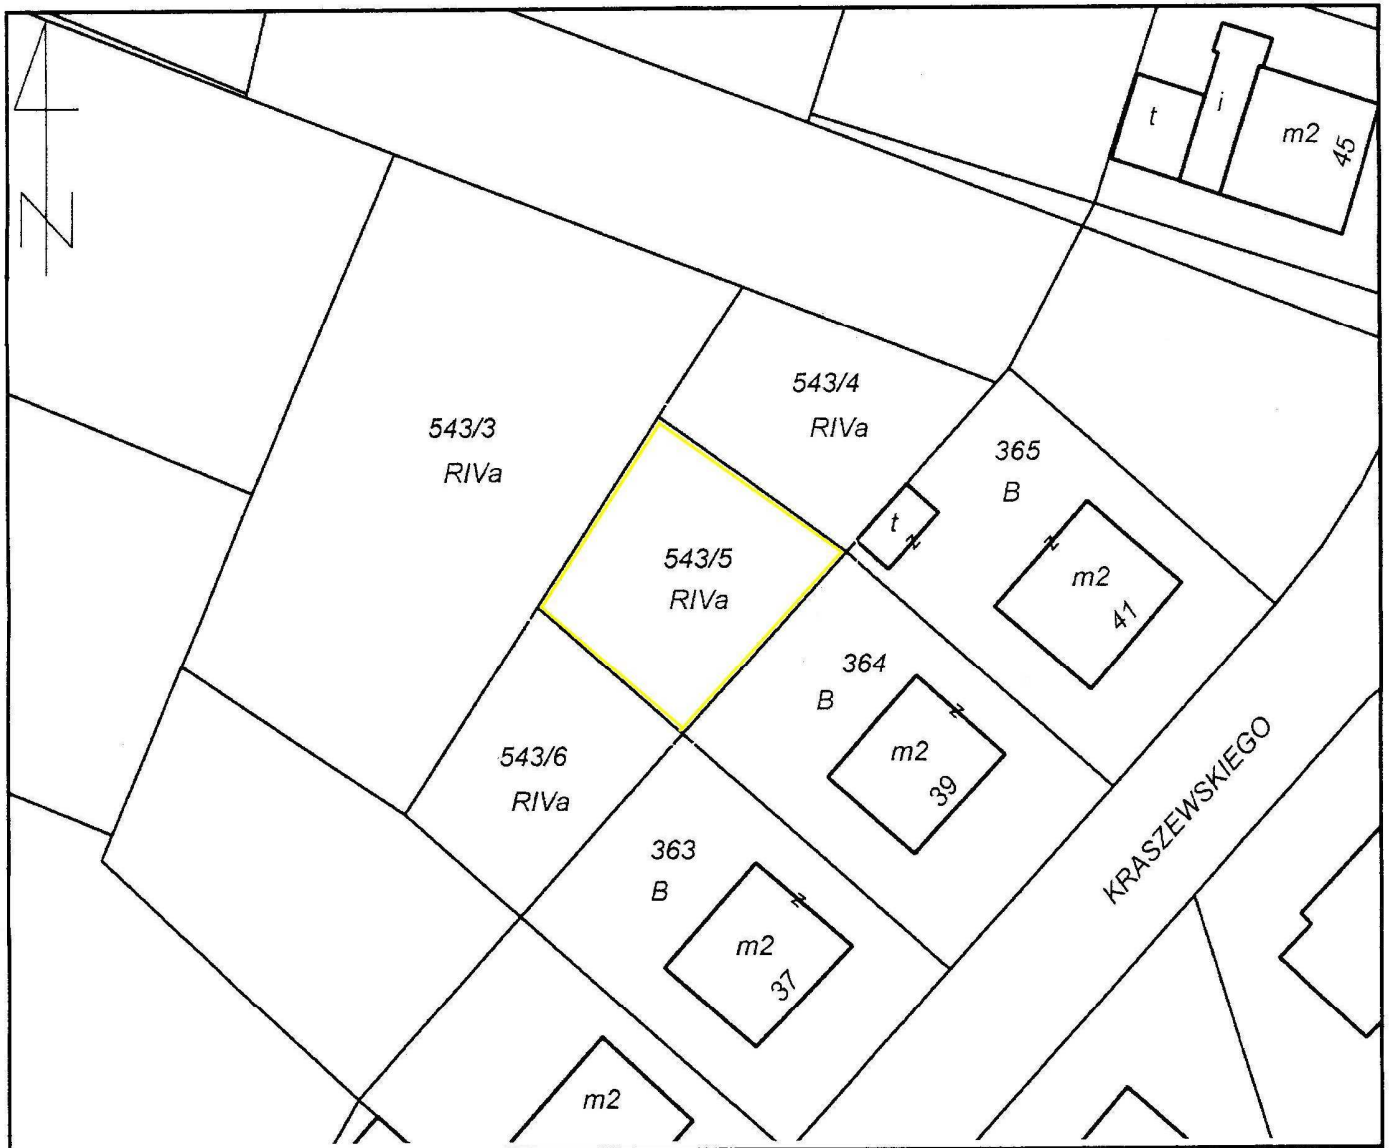 t
i
m2
45
N
543/4
RIVa
543/3
RIVa
365
B
t
543/5
RIVa
m2
41
364
B
543/6
RIVa
m2
39
KRASZEWSKIEGO
363
B
m2
37
m2